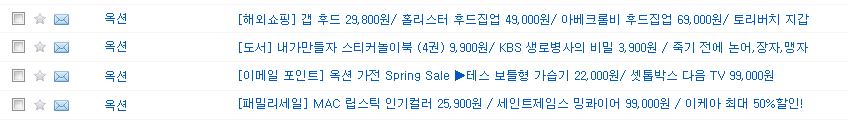 옥션 [해외쇼핑] 갭 후드 29,800원/ 홀리스터 후드집업 49,000원/ 아베크롬비 후드집업 69,000원/ 토리버치 지갑
옥션 [도서] 내가만들자 스티커놀이북 (4권) 9,900원/ KBS 생로병사의 비밀 3,900원 / 죽기 전에 논어,장자,맹자
옥션 [이메일 포인트] 옥션 가전 Spring Sale ▶테스 보틀형 가습기 22,000원/ 셋톱박스 다음 TV 99,000원
옥션 [패밀리세일] MAC 립스틱 인기컬러 25,900원 / 세인트제임스 밍콰이어 99,000원 / 이케아 최대 50%할인!